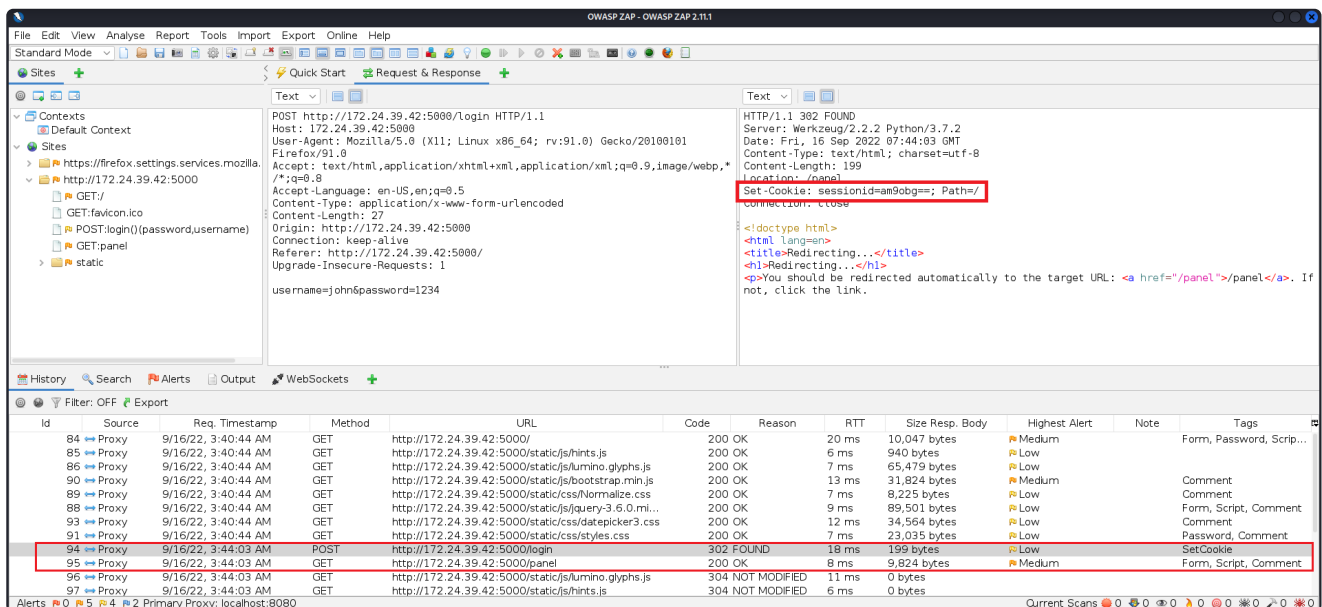 OWASP ZAP - OWASP ZAP 2.11.1
File Edit View Analyse Report Tools Import Export Online Help
Standard Mode
Sites
Quick Start Request & Response
Text
Text
Contexts
Default Context
Sites
https://firefox.settings.services.mozilla.
http://172.24.39.42:5000
GET:/
GET:favicon.ico
POST:login()(password,username)
GET:panel
static
POST http://172.24.39.42:5000/login HTTP/1.1
Host: 172.24.39.42:5000
User-Agent: Mozilla/5.0 (X11; Linux x86_64; rv:91.0) Gecko/20100101
Firefox/91.0
Accept: text/html,application/xhtml+xml,application/xml;q=0.9,image/webp,*
/*;q=0.8
Accept-Language: en-US,en;q=0.5
Content-Type: application/x-www-form-urlencoded
Content-Length: 27
Origin: http://172.24.39.42:5000
Connection: keep-alive
Referer: http://172.24.39.42:5000/
Upgrade-Insecure-Requests: 1
username=john&password=1234
HTTP/1.1 302 FOUND
Server: Werkzeug/2.2.2 Python/3.7.2
Date: Fri, 16 Sep 2022 07:44:03 GMT
Content-Type: text/html; charset=utf-8
Content-Length: 199
Location: /panel
Set-Cookie: sessionid=am9obg==; Path=/
Connection: close
<!doctype html>
<html lang=en>
<title>Redirecting...</title>
<h1>Redirecting...</h1>
<p>You should be redirected automatically to the target URL: <a href="/panel">/panel</a>. If
not, click the link.
History Search Alerts Output WebSockets
Filter: OFF Export
Id Source Req. Timestamp Method URL Code Reason RTT Size Resp. Body Highest Alert Note Tags
84 Proxy 9/16/22, 3:40:44 AM GET http://172.24.39.42:5000/ 200 OK 20 ms 10,047 bytes Medium Form, Password, Scrip...
85 Proxy 9/16/22, 3:40:44 AM GET http://172.24.39.42:5000/static/js/hints.js 200 OK 6 ms 940 bytes Low
86 Proxy 9/16/22, 3:40:44 AM GET http://172.24.39.42:5000/static/js/lumino.glyphs.js 200 OK 7 ms 65,479 bytes Low
90 Proxy 9/16/22, 3:40:44 AM GET http://172.24.39.42:5000/static/js/bootstrap.min.js 200 OK 13 ms 31,824 bytes Medium Comment
89 Proxy 9/16/22, 3:40:44 AM GET http://172.24.39.42:5000/static/css/Normalize.css 200 OK 7 ms 8,225 bytes Low Comment
88 Proxy 9/16/22, 3:40:44 AM GET http://172.24.39.42:5000/static/js/jquery-3.6.0.mi... 200 OK 9 ms 89,501 bytes Low Form, Script, Comment
93 Proxy 9/16/22, 3:40:44 AM GET http://172.24.39.42:5000/static/css/datepicker3.css 200 OK 12 ms 34,564 bytes Low Comment
91 Proxy 9/16/22, 3:40:44 AM GET http://172.24.39.42:5000/static/css/styles.css 200 OK 7 ms 23,035 bytes Low Password, Comment
94 Proxy 9/16/22, 3:44:03 AM POST http://172.24.39.42:5000/login 302 FOUND 18 ms 199 bytes Low SetCookie
95 Proxy 9/16/22, 3:44:03 AM GET http://172.24.39.42:5000/panel 200 OK 8 ms 9,824 bytes Medium Form, Script, Comment
96 Proxy 9/16/22, 3:44:03 AM GET http://172.24.39.42:5000/static/js/lumino.glyphs.js 304 NOT MODIFIED 11 ms 0 bytes
97 Proxy 9/16/22, 3:44:03 AM GET http://172.24.39.42:5000/static/js/hints.js 304 NOT MODIFIED 6 ms 0 bytes
Alerts 0 5 4 2 Primary Proxy: localhost:8080 Current Scans 0 0 0 0 0 0 0 0